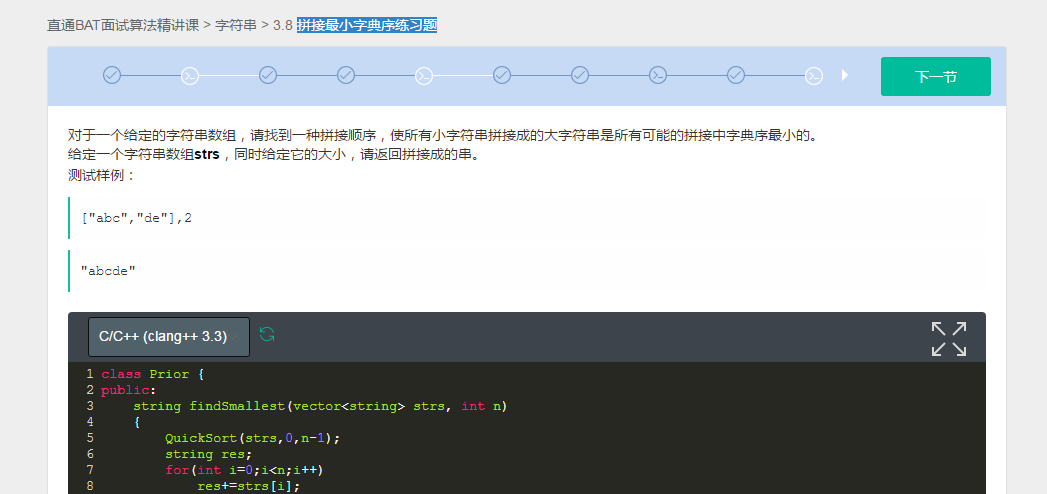 直通BAT面试算法精讲课 > 字符串 > 3.8 拼接最小字典序练习题
下一节
对于一个给定的字符串数组，请找到一种拼接顺序，使所有小字符串拼接成的大字符串是所有可能的拼接中字典序最小的。
给定一个字符串数组strs，同时给定它的大小，请返回拼接成的串。
测试样例：
["abc","de"],2
"abcde"
C/C++ (clang++ 3.3)
1 class Prior {
2 public:
3     string findSmallest(vector<string> strs, int n)
4     {
5         QuickSort(strs,0,n-1);
6         string res;
7         for(int i=0;i<n;i++)
8             res+=strs[i];